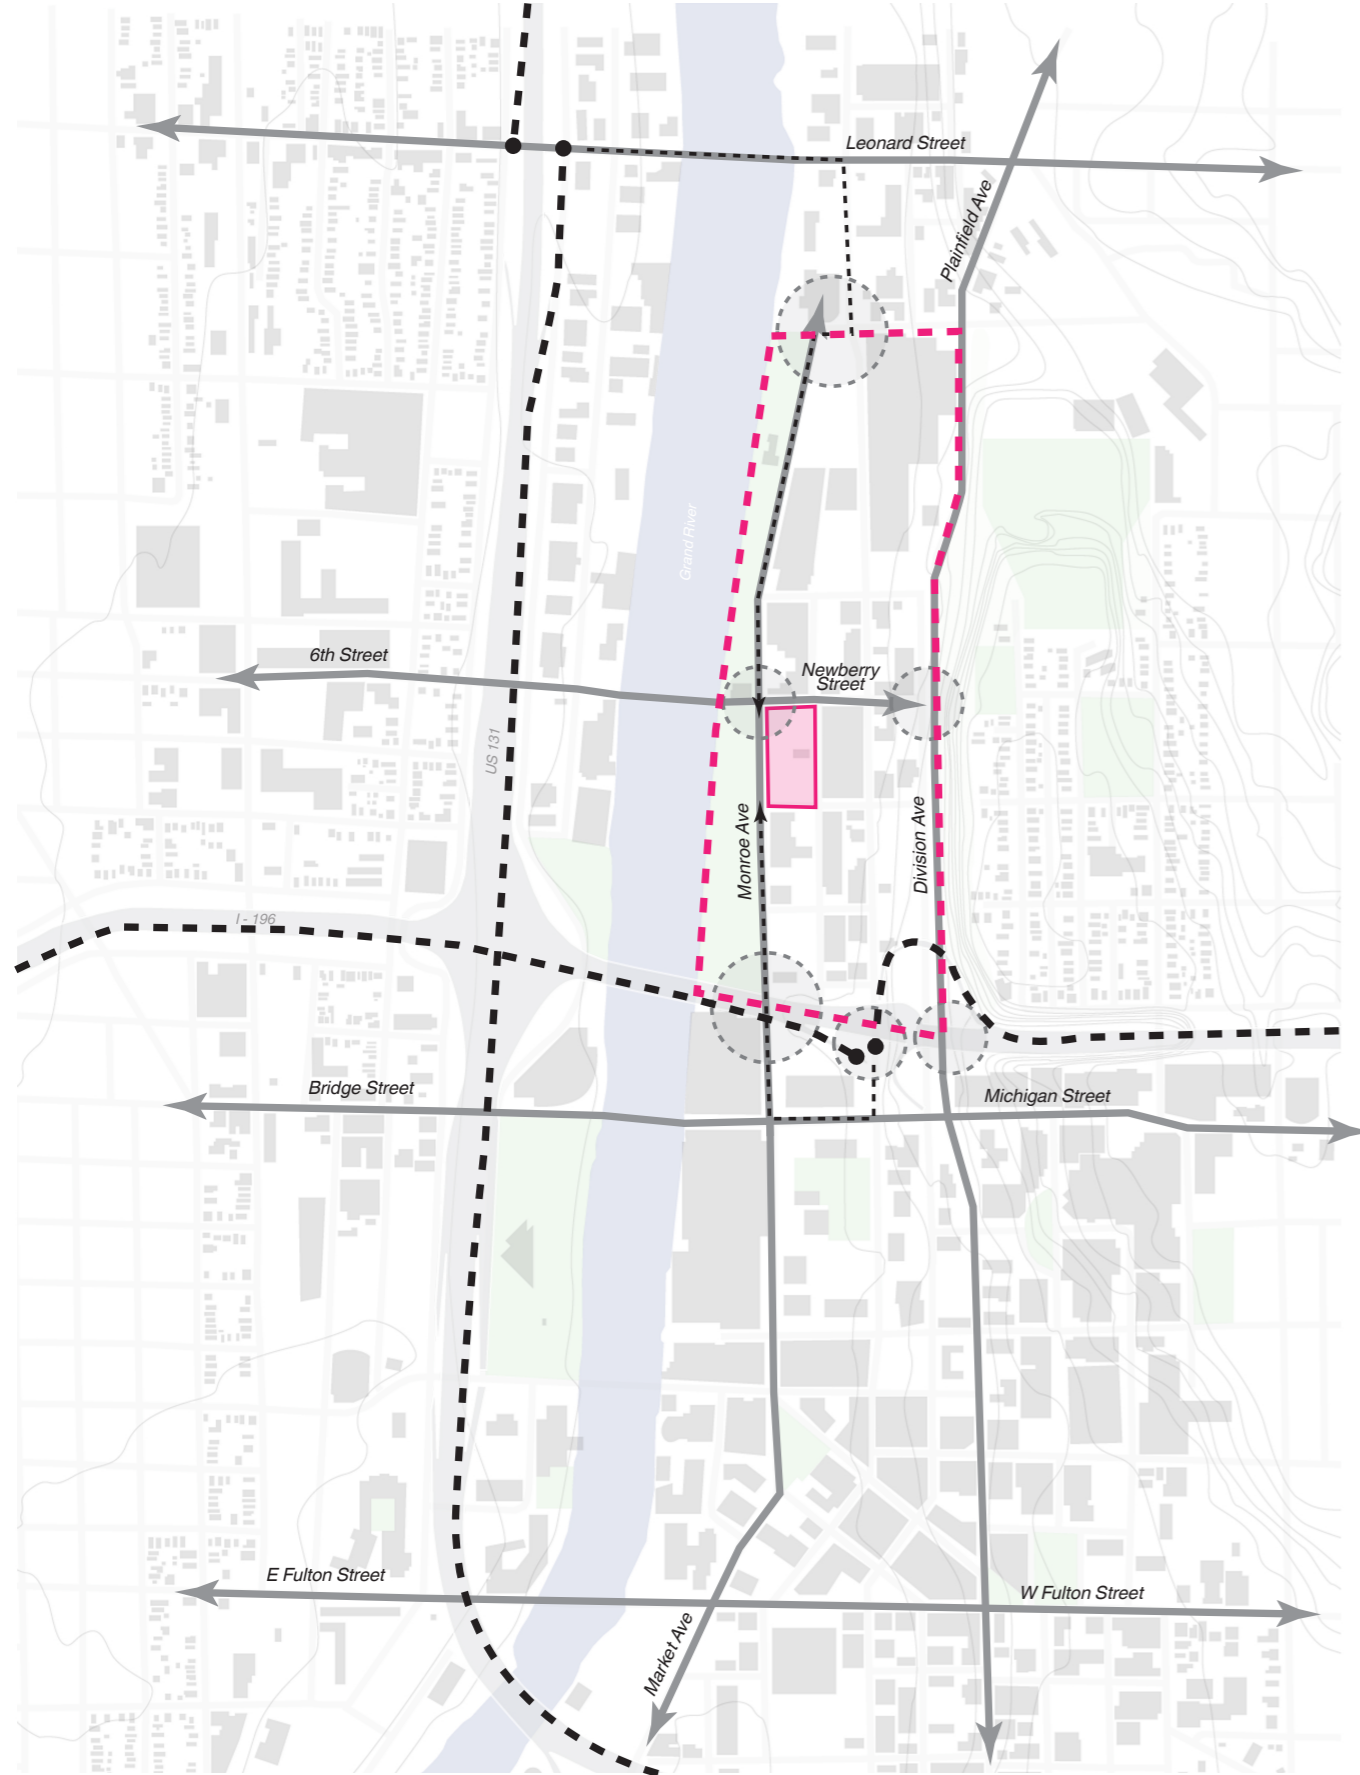 Leonard Street
Plainfield Ave
Grand River
6th Street
Newberry
Street
US 131
Monroe Ave
Division Ave
I - 196
Bridge Street
Michigan Street
E Fulton Street
W Fulton Street
Market Ave